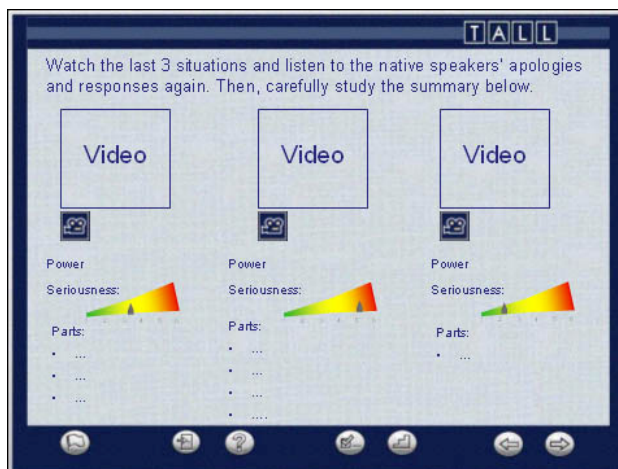 TALL
Watch the last 3 situations and listen to the native speakers' apologies
and responses again. Then, carefully study the summary below.
Video Video Video
Power Power Power
Seriousness: Seriousness: Seriousness:
Parts: Parts: Parts:
• ... • ... • ...
• ... • ...
• ... • ...
• ....